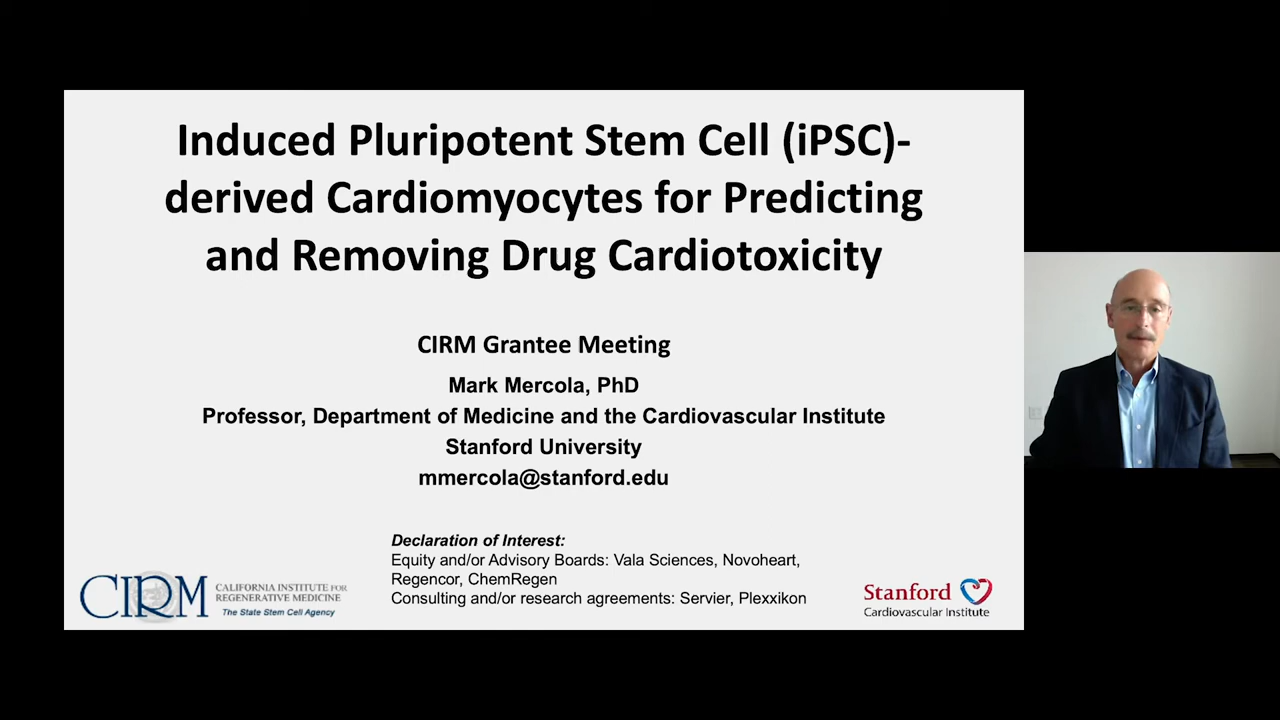 Induced Pluripotent Stem Cell (iPSC)-
derived Cardiomyocytes for Predicting
and Removing Drug Cardiotoxicity
CIRM Grantee Meeting
Mark Mercola, PhD
Professor, Department of Medicine and the Cardiovascular Institute
Stanford University
mmercola@stanford.edu
Declaration of Interest:
Equity and/or Advisory Boards: Vala Sciences, Novoheart,
Regencor, ChemRegen
Consulting and/or research agreements: Servier, Plexxikon
CIRM
CALIFORNIA INSTITUTE FOR
REGENERATIVE MEDICINE
The State Stem Cell Agency
Stanford
Cardiovascular Institute